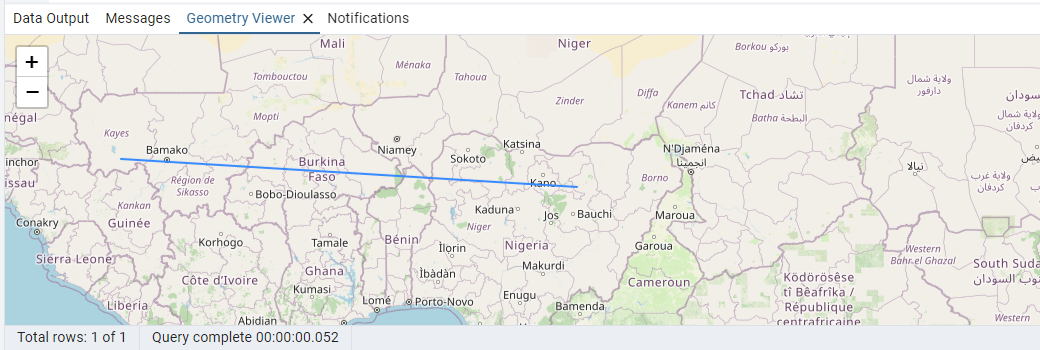 Data Output Messages Geometry Viewer × Notifications
+
−
Mali
Niger
Borkou بوركو
Tombouctou
Ménaka
Tahoua
ولاية شمال
دارفور
Diffa
Zinder
Kanem كانم
Tchad تشاد
Batha البطحة
السودان
ولاية شمال
كردفان
négal
Mopti
Kayes
Niamey
Katsina
Sokoto
N'Djaména
انجمينا
Bamako
Burkina
Faso
inchor
issau
Région de
Sikasso
Kano
Borno
نيالا
ولاية غرب
كردفان
Bobo-Dioulasso
Kankan
Guinée
Kaduna
Jos
Bauchi
Maroua
Conakry
Niger
Korhogo
Tamale
Bénin
Ìlọrin
Nigeria
Garoua
Western
Bahr el Ghazal
Sierra Leone
Ghana
Ìbàdàn
Makurdi
South Suda
Côte d'Ivoire
Kumasi
Cameroun
Ködörösêse
tî Bêafrîka /
République
centrafricaine
Liberia
Lomé
Porto-Novo
Enugu
Bamenda
Abidjan
Total rows: 1 of 1 Query complete 00:00:00.052